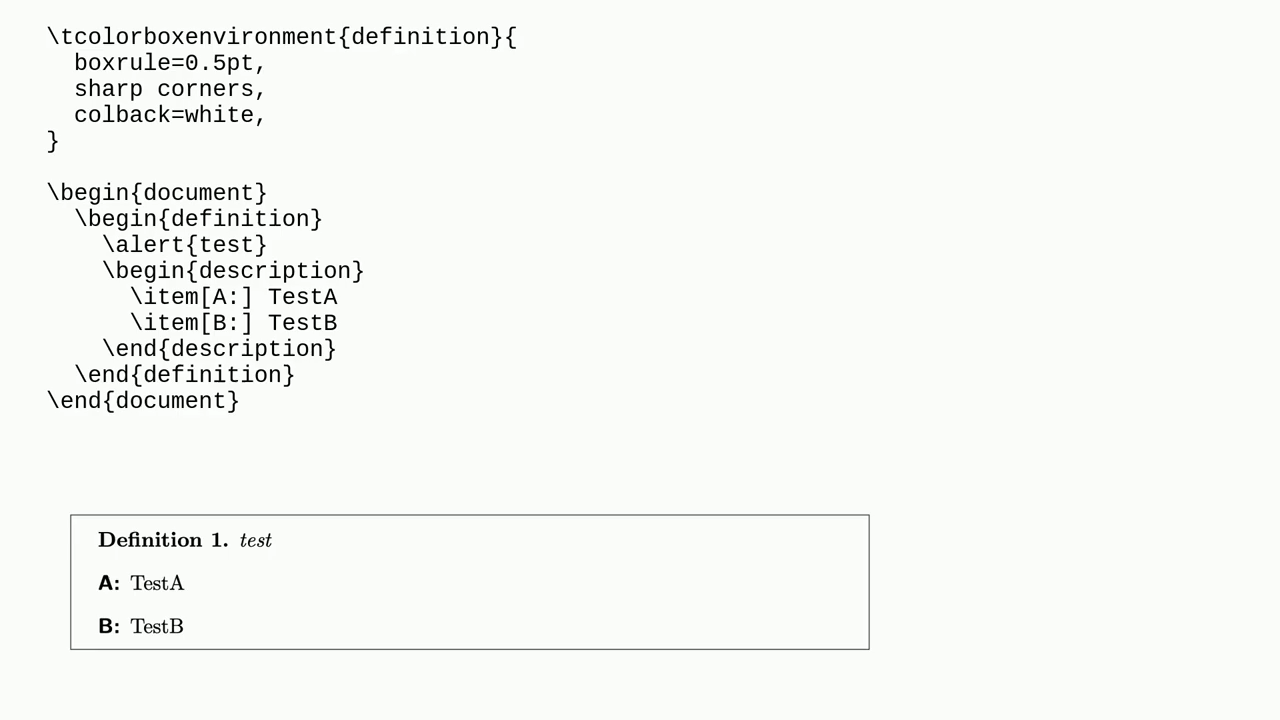 \tcolorboxenvironment{definition}{
  boxrule=0.5pt,
  sharp corners,
  colback=white,
}

\begin{document}
  \begin{definition}
    \alert{test}
    \begin{description}
      \item[A:] TestA
      \item[B:] TestB
    \end{description}
  \end{definition}
\end{document}

Definition 1. test
A: TestA
B: TestB